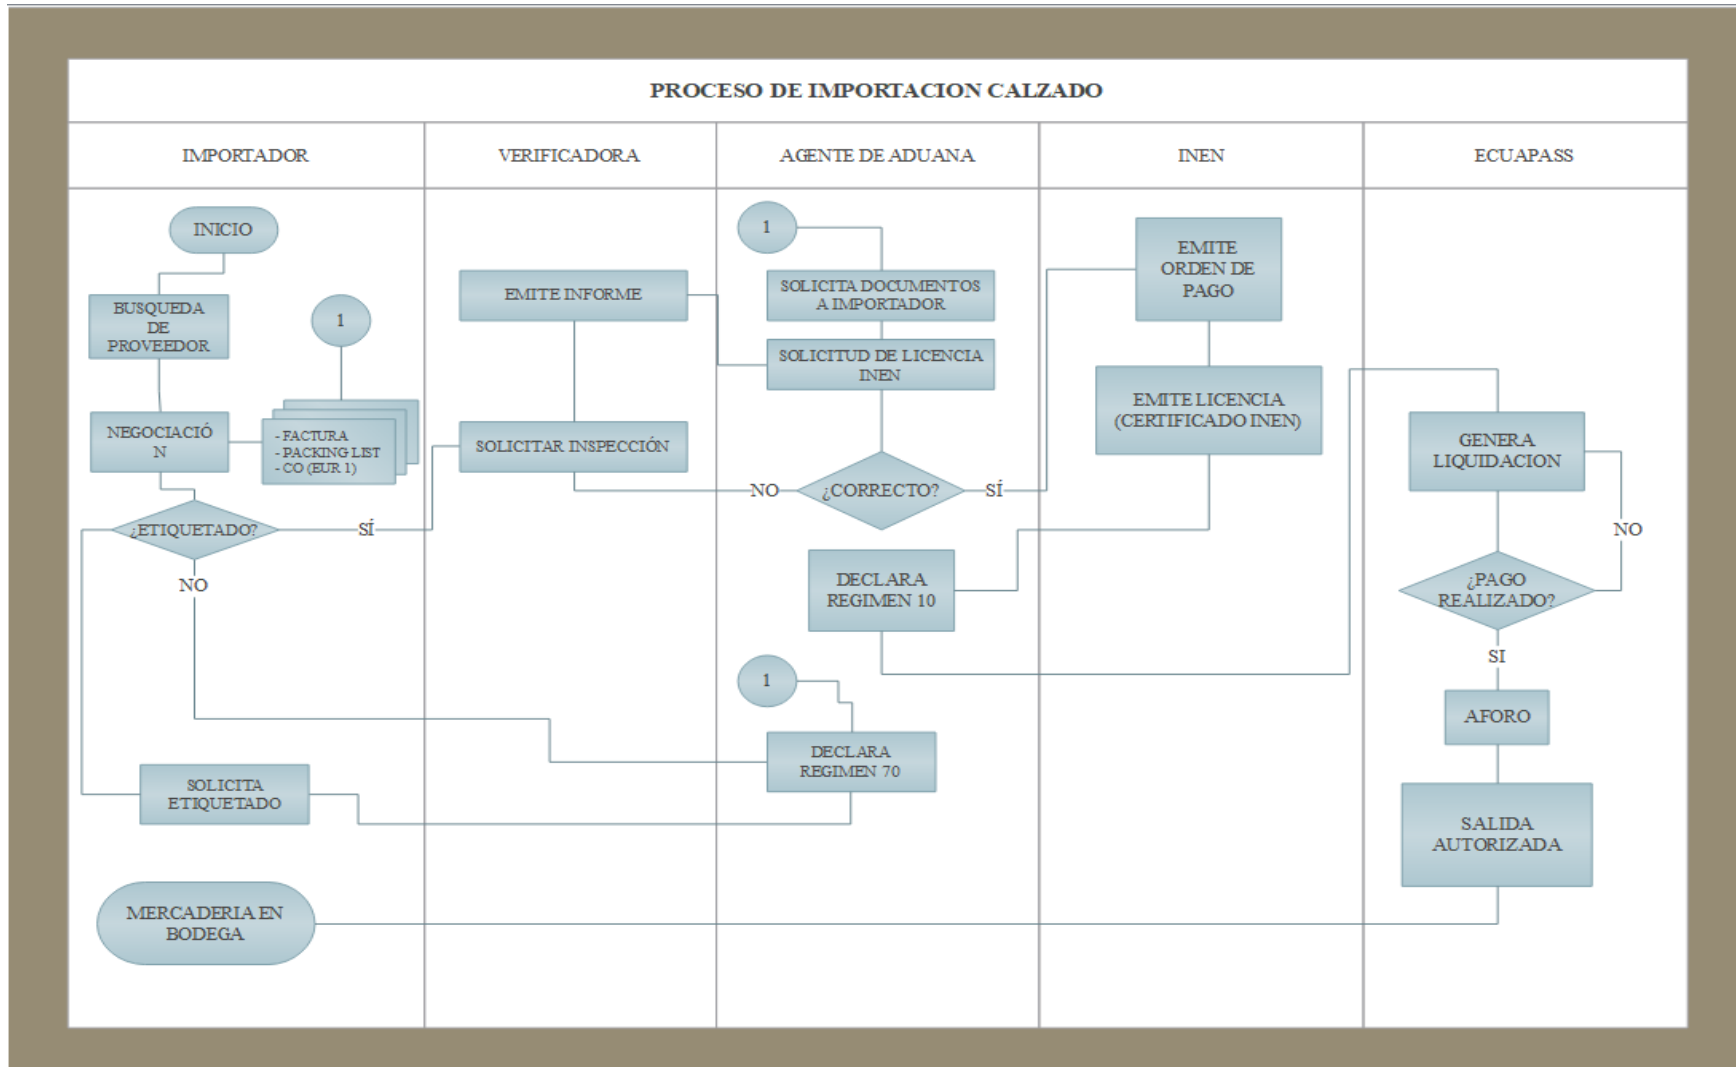 PROCESO DE IMPORTACION CALZADO
IMPORTADOR
VERIFICADORA
AGENTE DE ADUANA
INEN
ECUAPASS
INICIO
BUSQUEDA
DE
PROVEEDOR
1
NEGOCIACIÓ
N
- FACTURA
- PACKING LIST
- CO (EUR 1)
¿ETIQUETADO?
SÍ
NO
SOLICITA
ETIQUETADO
MERCADERIA EN
BODEGA
EMITE INFORME
SOLICITAR INSPECCIÓN
1
SOLICITA DOCUMENTOS
A IMPORTADOR
SOLICITUD DE LICENCIA
INEN
NO
¿CORRECTO?
SÍ
DECLARA
REGIMEN 10
1
DECLARA
REGIMEN 70
EMITE
ORDEN DE
PAGO
EMITE LICENCIA
(CERTIFICADO INEN)
GENERA
LIQUIDACION
NO
¿PAGO
REALIZADO?
SI
AFORO
SALIDA
AUTORIZADA